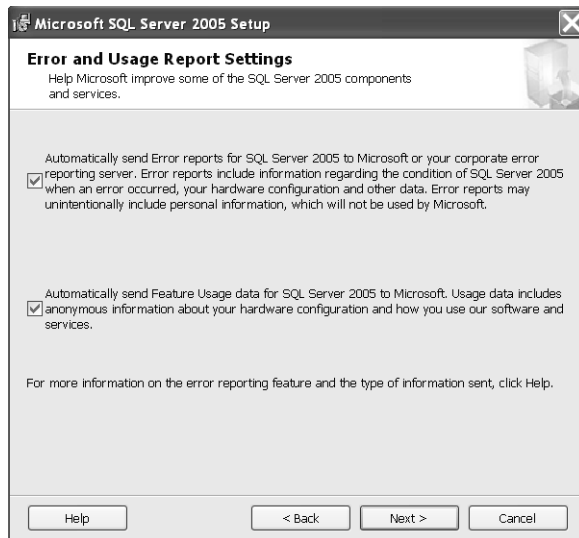 Microsoft SQL Server 2005 Setup
Error and Usage Report Settings
Help Microsoft improve some of the SQL Server 2005 components
and services.
Automatically send Error reports for SQL Server 2005 to Microsoft or your corporate error
reporting server. Error reports include information regarding the condition of SQL Server 2005
when an error occurred, your hardware configuration and other data. Error reports may
unintentionally include personal information, which will not be used by Microsoft.
Automatically send Feature Usage data for SQL Server 2005 to Microsoft. Usage data includes
anonymous information about your hardware configuration and how you use our software and
services.
For more information on the error reporting feature and the type of information sent, click Help.
Help
< Back
Next >
Cancel